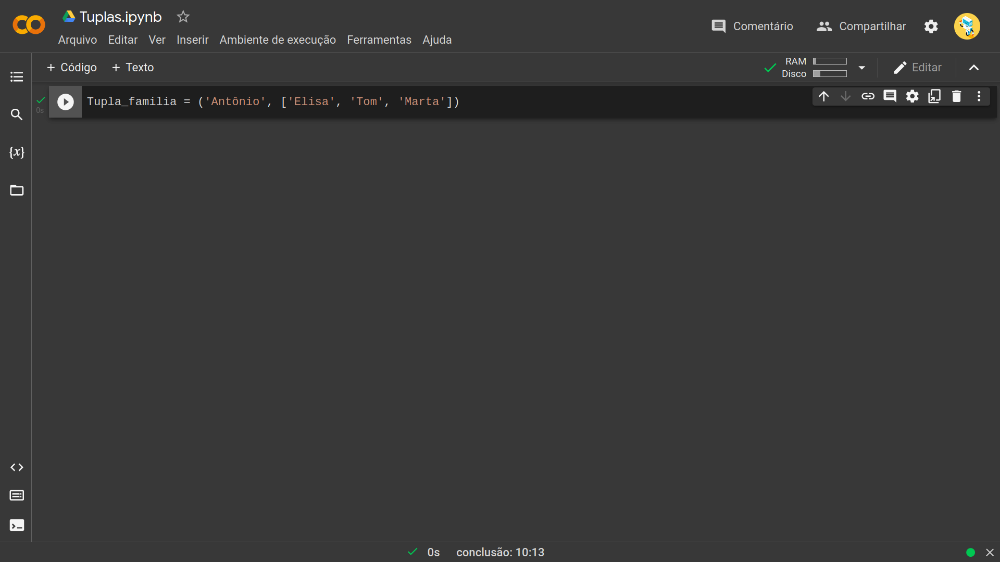 Tuplas.ipynb
Arquivo Editar Ver Inserir Ambiente de execução Ferramentas Ajuda
Comentário Compartilhar
+ Código + Texto
RAM
Disco
Editar
0s
Tupla_familia = ('Antônio', ['Elisa', 'Tom', 'Marta'])
{x}
0s conclusão: 10:13